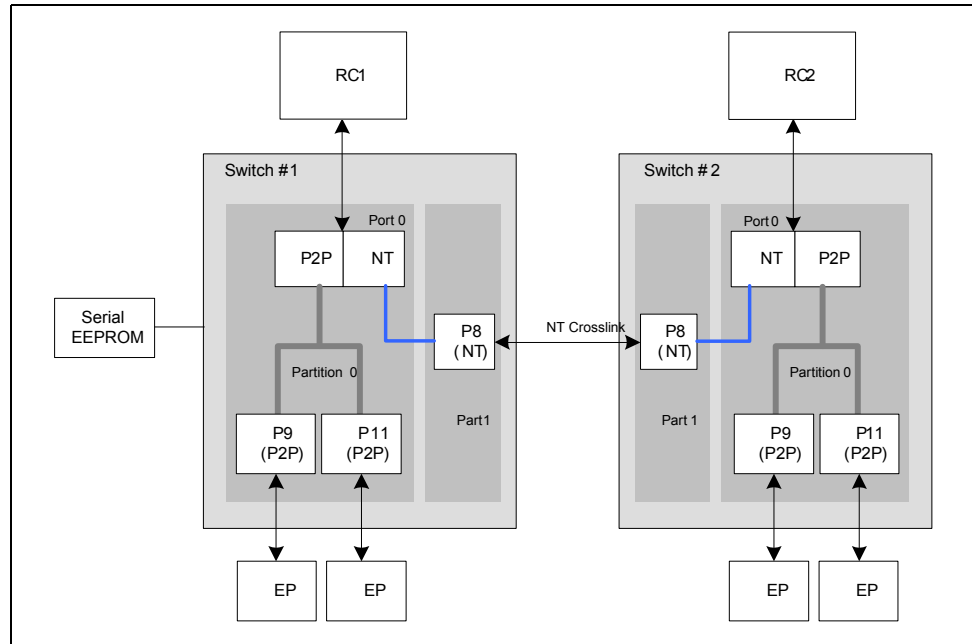 RC1
RC2
Switch #1
Switch # 2
Port 0
Port 0
P2P
NT
NT
P2P
Serial
EEPROM
P8
( NT)
NT Crosslink
P8
( NT)
Partition 0
Part1
Part 1
Partition 0
P9
(P2P)
P11
(P2P)
P9
(P2P)
P11
(P2P)
EP
EP
EP
EP